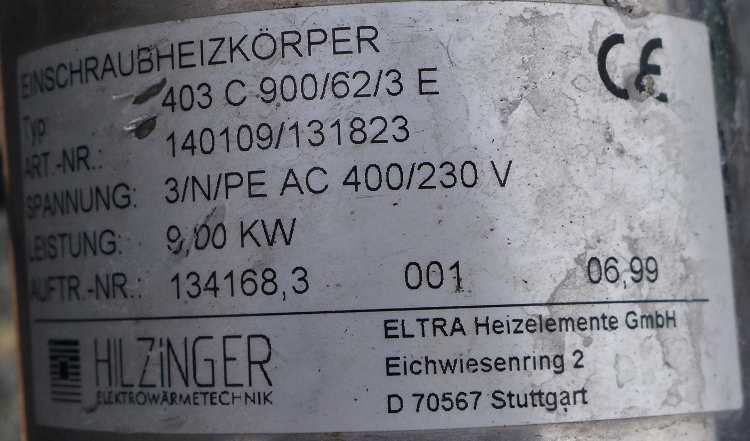 EINSCHRAUBHEIZKÖRPER
Typ 403 C 900/62/3 E
ART.-NR.: 140109/131823
SPANNUNG: 3/N/PE AC 400/230 V
LEISTUNG: 9,00 KW
AUFTR.-NR.: 134168,3 001 06,99
CE
HILZiNGER
ELEKTROWÄRMETECHNIK
ELTRA Heizelemente GmbH
Eichwiesenring 2
D 70567 Stuttgart